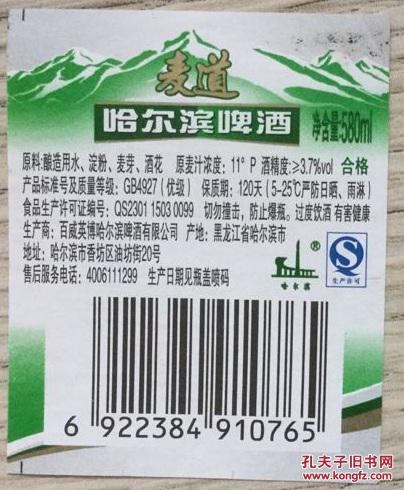 麦道
哈尔滨啤酒 净含量:580ml
原料:酿造用水、淀粉、麦芽、酒花 原麦汁浓度: 11° P 酒精度:≥3.7%vol 合格
产品标准号及质量等级: GB4927 (优级) 保质期: 120天 (5-25℃严防日晒、雨淋)
食品生产许可证编号: QS2301 1503 0099 切勿撞击, 防止爆瓶。过度饮酒 有害健康
生产商: 百威英博哈尔滨啤酒有限公司 产地: 黑龙江省哈尔滨市
地址: 哈尔滨市香坊区油坊街20号
售后服务电话: 4006111299 生产日期见瓶盖喷码
®
哈尔滨
QS
生产许可
6 922384 910765
孔夫子旧书网
kongfz.com